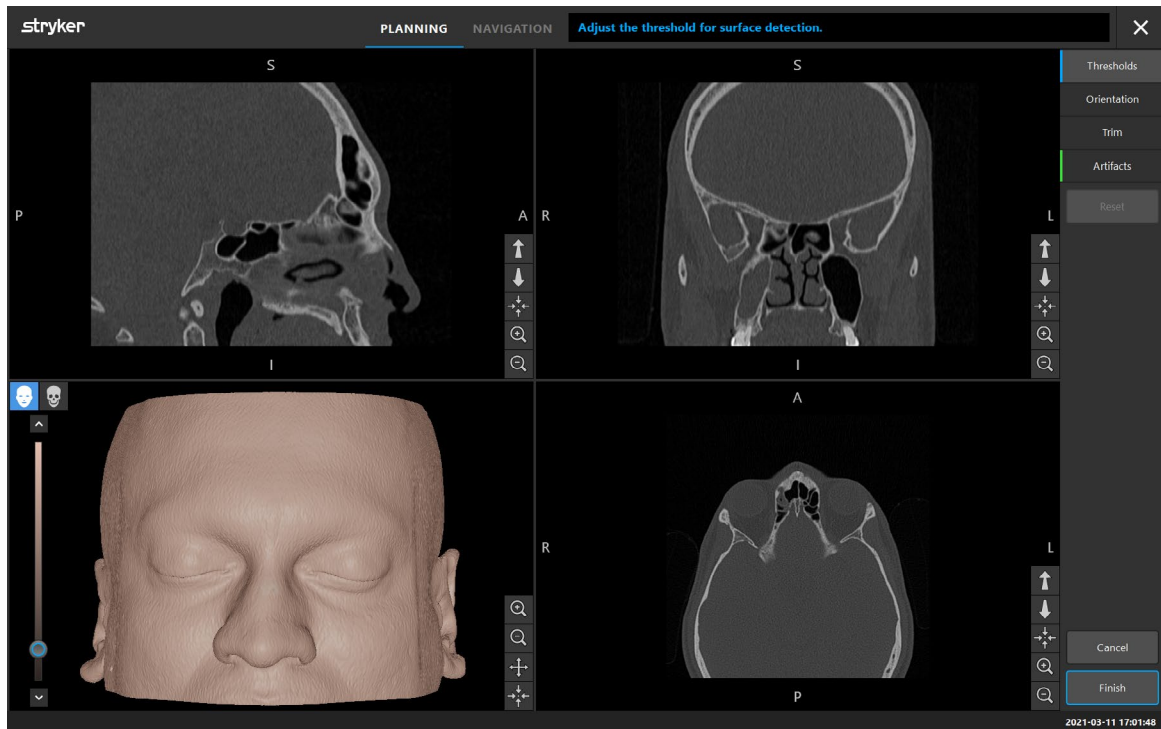 stryker
PLANNING
NAVIGATION
Adjust the threshold for surface detection.
S
P
A
I
S
R
L
I
A
R
L
P
Thresholds
Orientation
Trim
Artifacts
Reset
Cancel
Finish
2021-03-11 17:01:48